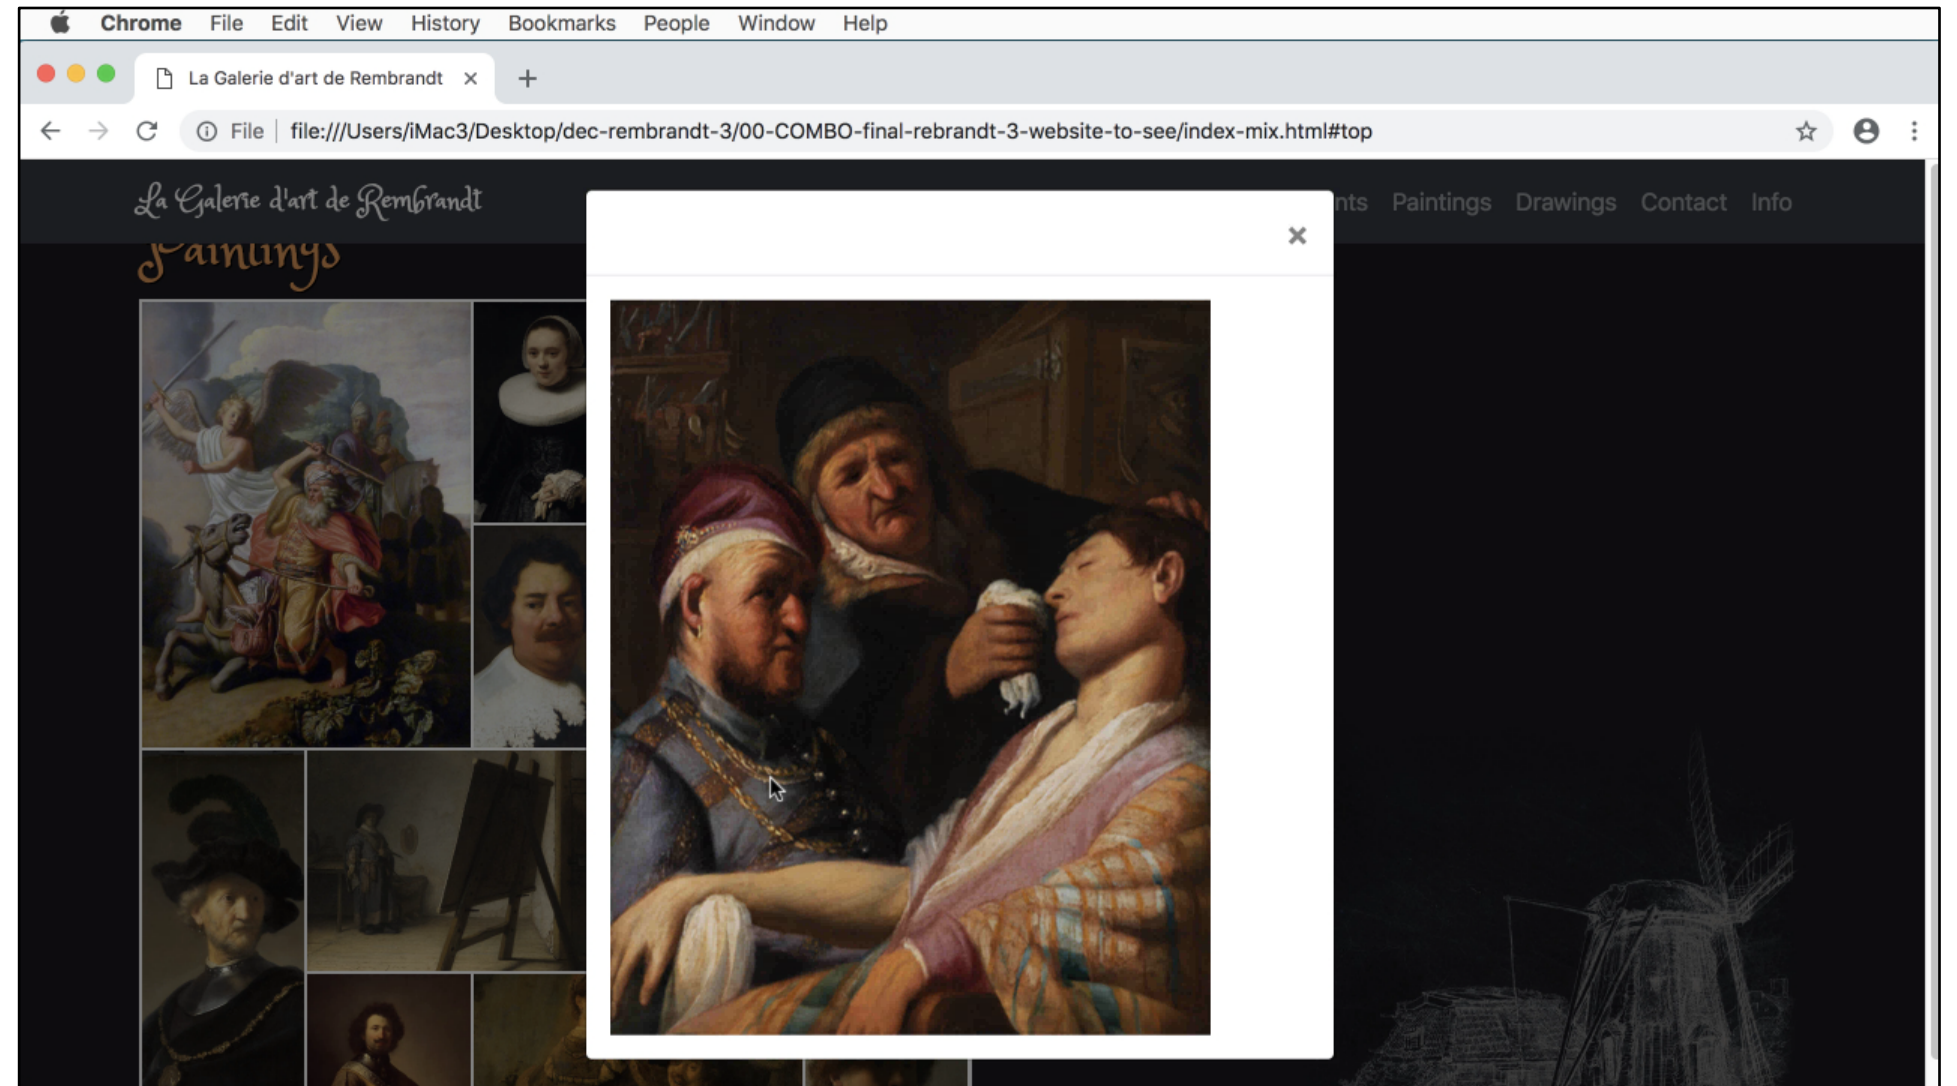 Chrome File Edit View History Bookmarks People Window Help
La Galerie d'art de Rembrandt
File file:///Users/iMac3/Desktop/dec-rembrandt-3/00-COMBO-final-rebrandt-3-website-to-see/index-mix.html#top
La Galerie d'art de Rembrandt Paintings Drawings Contact Info
Paintings